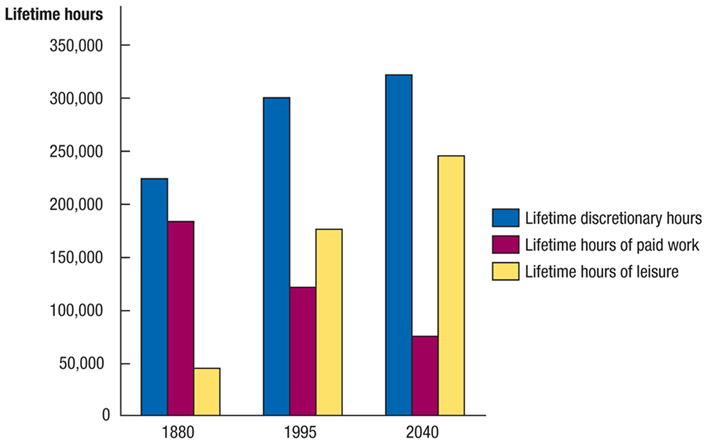 Lifetime hours
350,000
300,000
250,000
200,000
150,000
100,000
50,000
0
1880
1995
2040
Lifetime discretionary hours
Lifetime hours of paid work
Lifetime hours of leisure